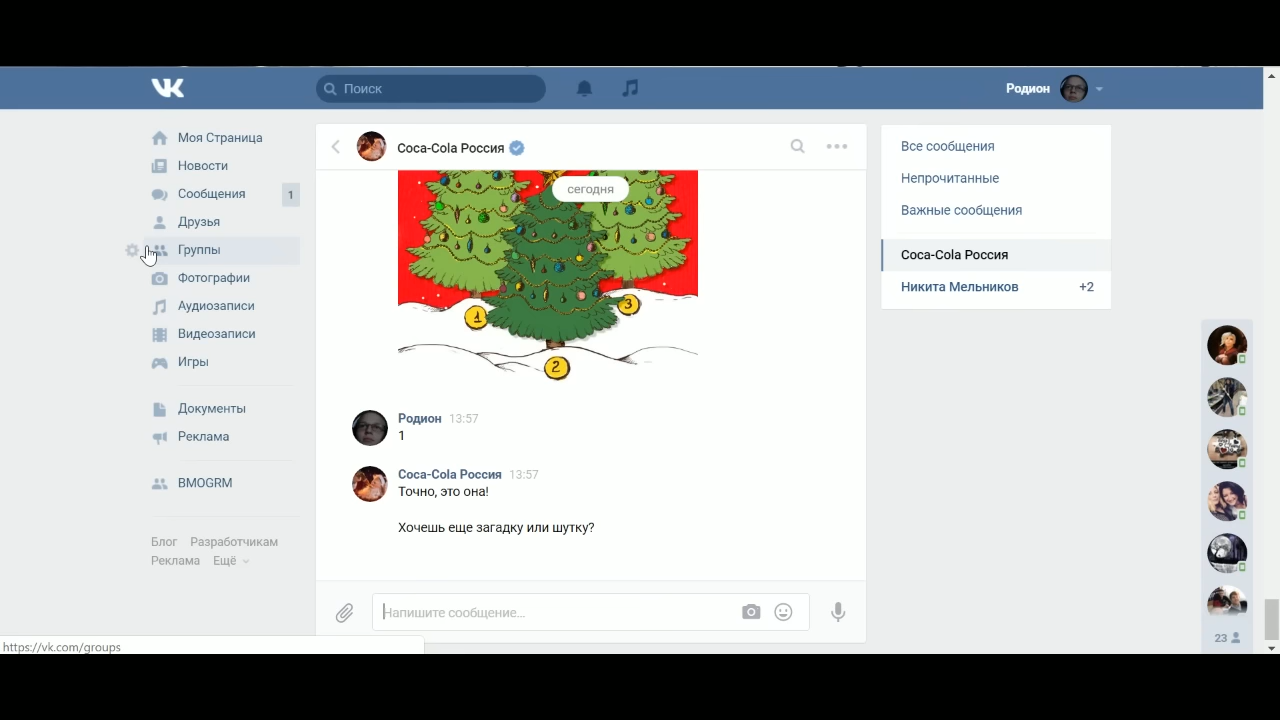 VK
Поиск
Родион
Моя Страница
Новости
Сообщения
1
Друзья
Группы
Фотографии
Аудиозаписи
Видеозаписи
Игры
Документы
Реклама
BMOGRM
Блог Разработчикам
Реклама Ещё
Coca-Cola Россия
сегодня
1
3
2
Родион 13:57
1
Coca-Cola Россия 13:57
Точно, это она!
Хочешь еще загадку или шутку?
Напишите сообщение...
Все сообщения
Непрочитанные
Важные сообщения
Coca-Cola Россия
Никита Мельников +2
23
https://vk.com/groups